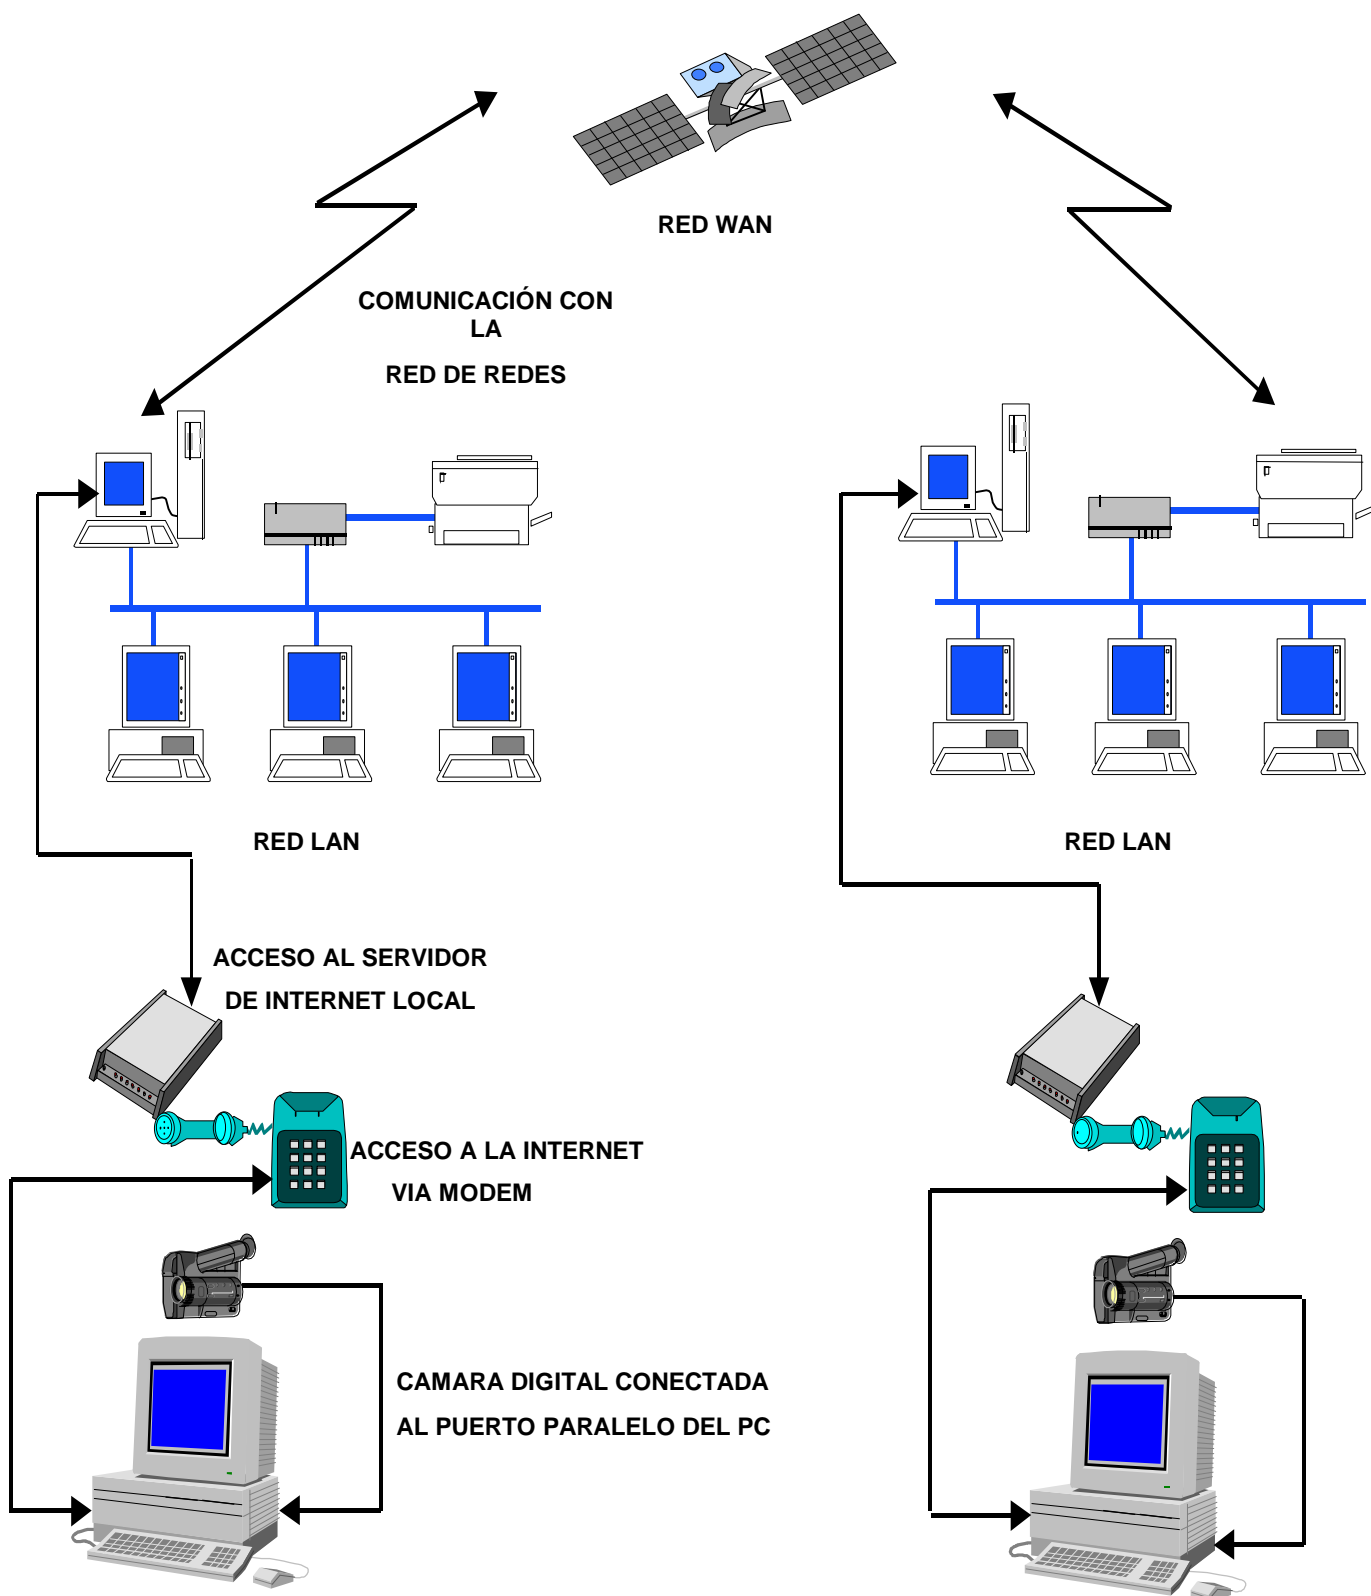 RED WAN
COMUNICACIÓN CON
LA
RED DE REDES
RED LAN
RED LAN
ACCESO AL SERVIDOR
DE INTERNET LOCAL
ACCESO A LA INTERNET
VIA MODEM
CAMARA DIGITAL CONECTADA
AL PUERTO PARALELO DEL PC